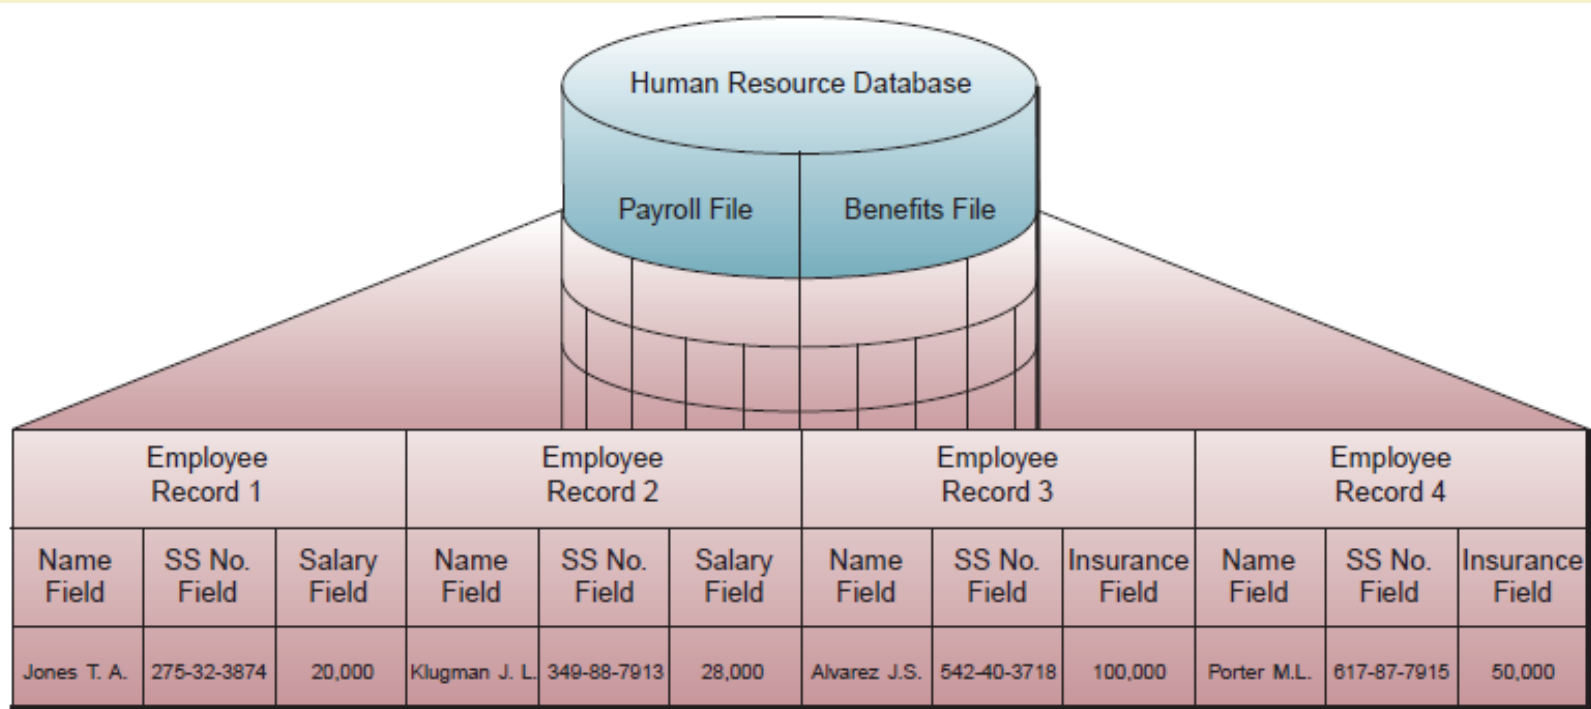 Human Resource Database
Payroll File Benefits File
Employee Record 1 Employee Record 2 Employee Record 3 Employee Record 4
Name Field SS No. Field Salary Field Name Field SS No. Field Salary Field Name Field SS No. Field Insurance Field Name Field SS No. Field Insurance Field
Jones T. A. 275-32-3874 20,000 Klugman J. L. 349-88-7913 28,000 Alvarez J.S. 542-40-3718 100,000 Porter M.L. 617-87-7915 50,000